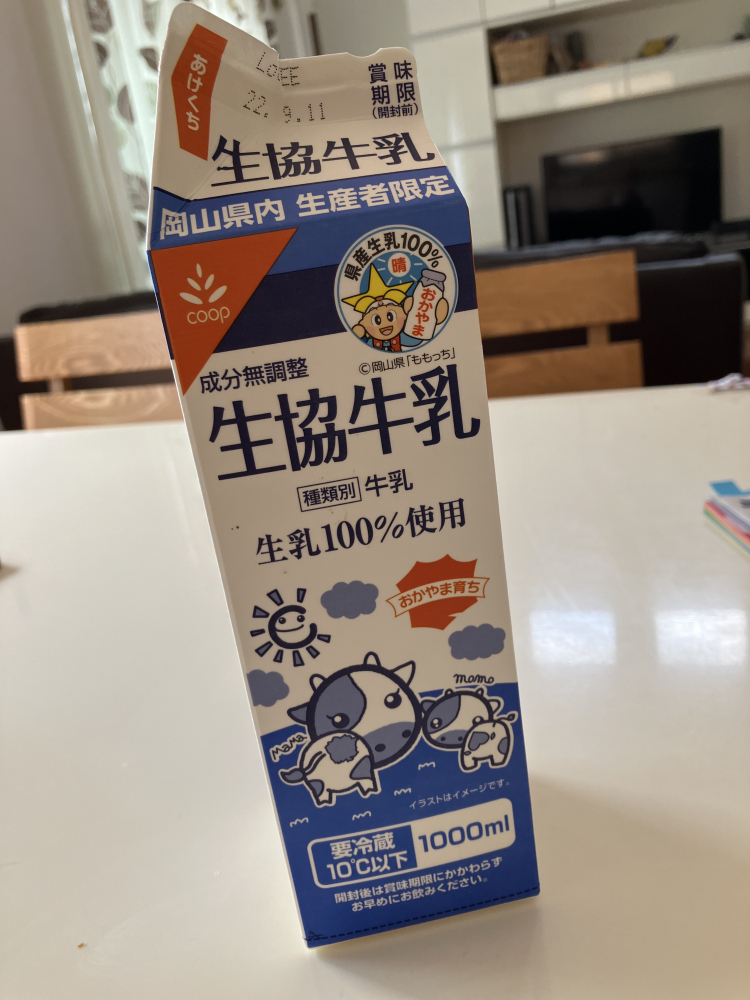 あけくち
賞味
期限
(開封前)
22. 9.11
生協牛乳
岡山県内 生産者限定
coop
県産生乳100%
晴
おかやま
©岡山県「ももっち」
成分無調整
生協牛乳
種類別 牛乳
生乳100%使用
おかやま育ち
momo
MaMa
イラストはイメージです。
要冷蔵
10℃以下
1000ml
開封後は賞味期限にかかわらず
お早めにお飲みください。